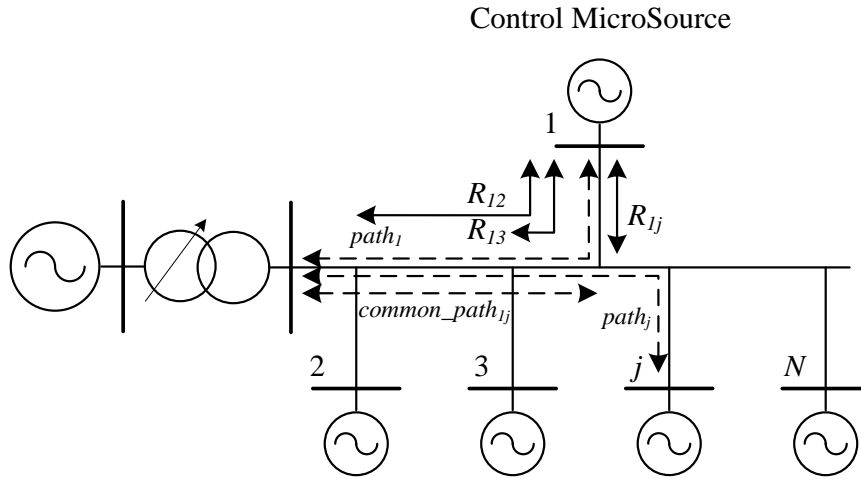 Control MicroSource
1
R12
R1j
R13
path1
common_path1j
pathj
2
3
j
N